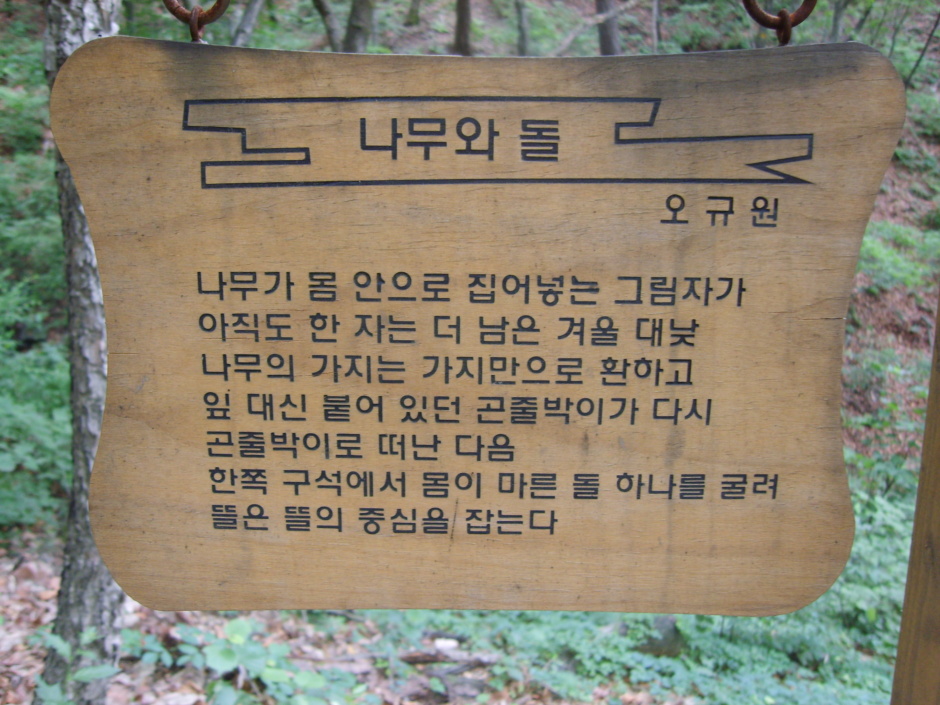 나무와 돌
오규원
나무가 몸 안으로 집어넣는 그림자가
아직도 한 자는 더 남은 겨울 대낮
나무의 가지는 가지만으로 환하고
잎 대신 붙어 있던 곤줄박이가 다시
곤줄박이로 떠난 다음
한쪽 구석에서 몸이 마른 돌 하나를 굴려
뜰은 뜰의 중심을 잡는다